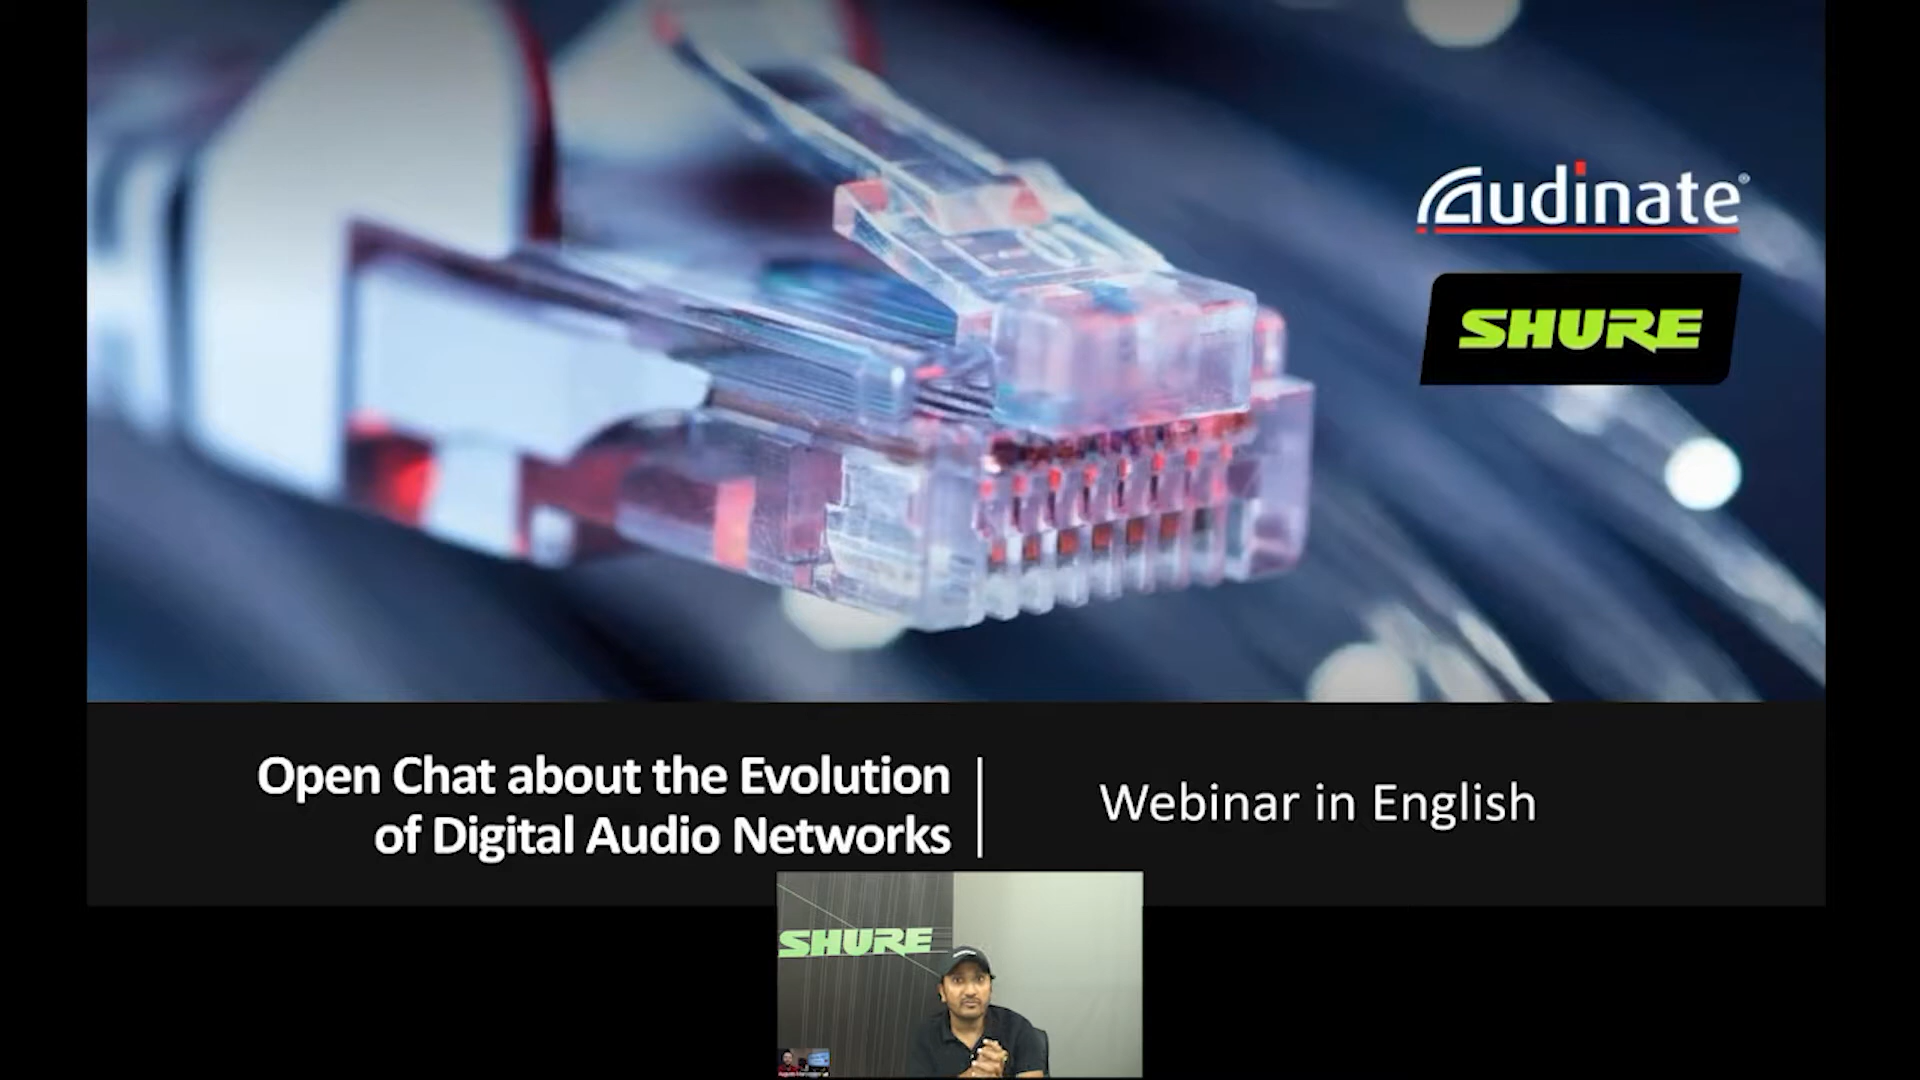 audinate®
SHURE
Open Chat about the Evolution
of Digital Audio Networks
Webinar in English
SHURE